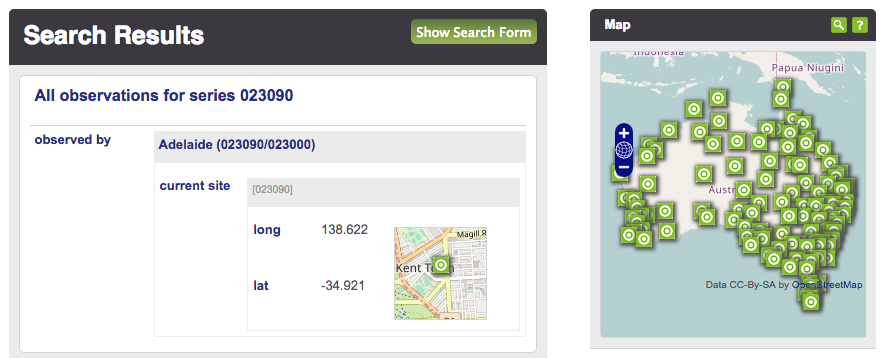 Search Results
Show Search Form
All observations for series 023090
observed by
Adelaide (023090/023000)
current site
[023090]
long
138.622
lat
-34.921
Magill R
Kent To
Map
?
Indonesia
Papua Niugini
+
Austr
−
Data CC-By-SA by OpenStreetMap